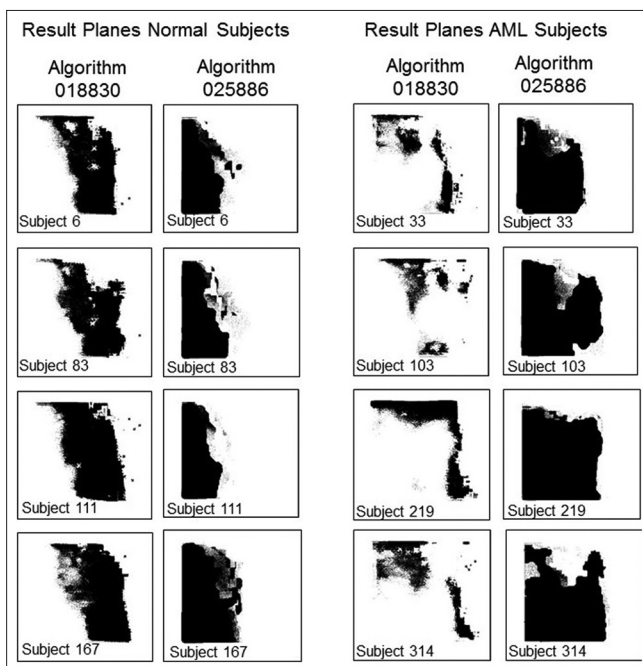 Result Planes Normal Subjects
Result Planes AML Subjects
Algorithm
018830
Algorithm
025886
Algorithm
018830
Algorithm
025886
Subject 6
Subject 6
Subject 33
Subject 33
Subject 83
Subject 83
Subject 103
Subject 103
Subject 111
Subject 111
Subject 219
Subject 219
Subject 167
Subject 167
Subject 314
Subject 314